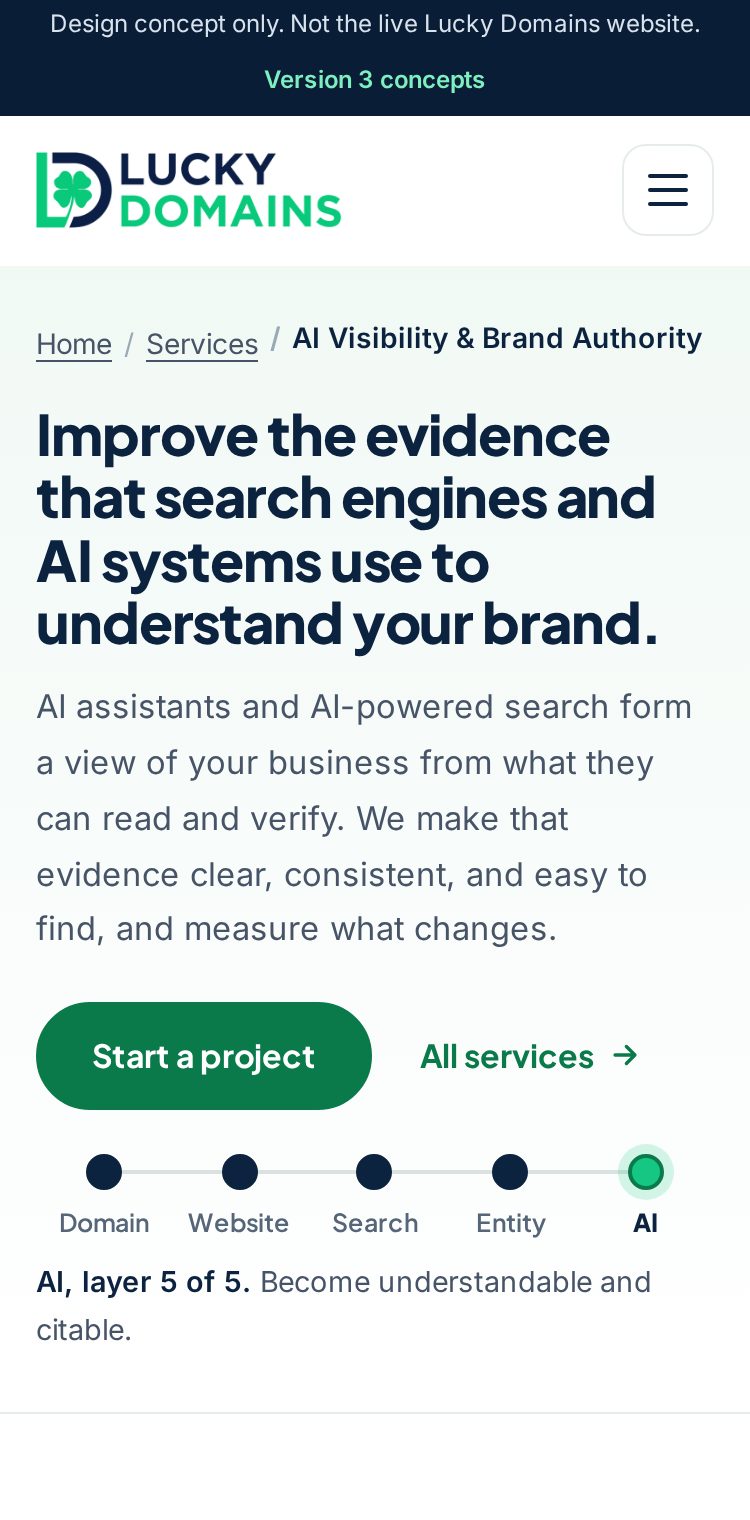 Design concept only. Not the live Lucky Domains website.
Version 3 concepts
LUCKY
DOMAINS
Home / Services / AI Visibility & Brand Authority
Improve the evidence
that search engines and
AI systems use to
understand your brand.
AI assistants and AI-powered search form
a view of your business from what they
can read and verify. We make that
evidence clear, consistent, and easy to
find, and measure what changes.
Start a project
All services →
Domain Website Search Entity AI
AI, layer 5 of 5. Become understandable and
citable.